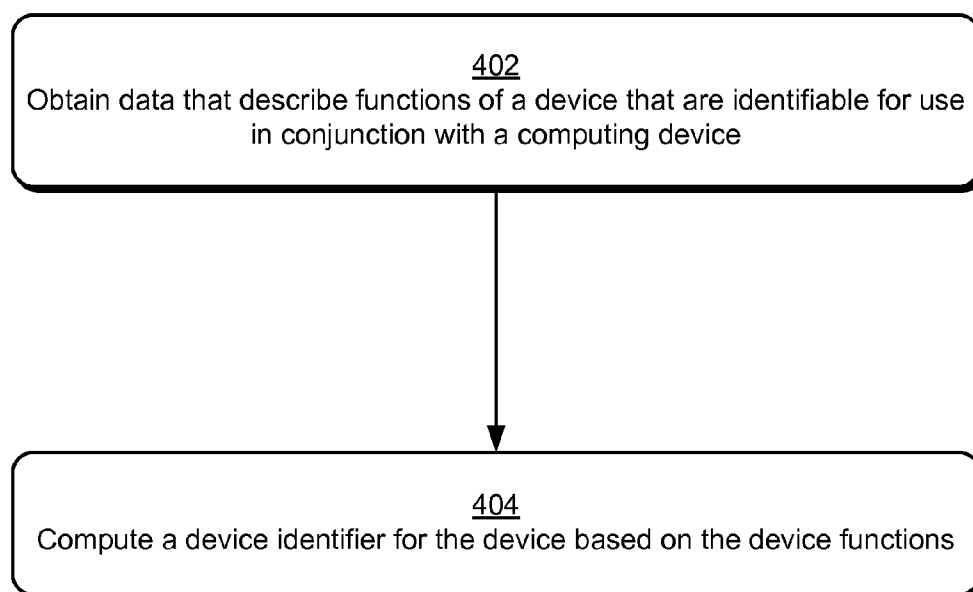 402
Obtain data that describe functions of a device that are identifiable for use
in conjunction with a computing device
404
Compute a device identifier for the device based on the device functions